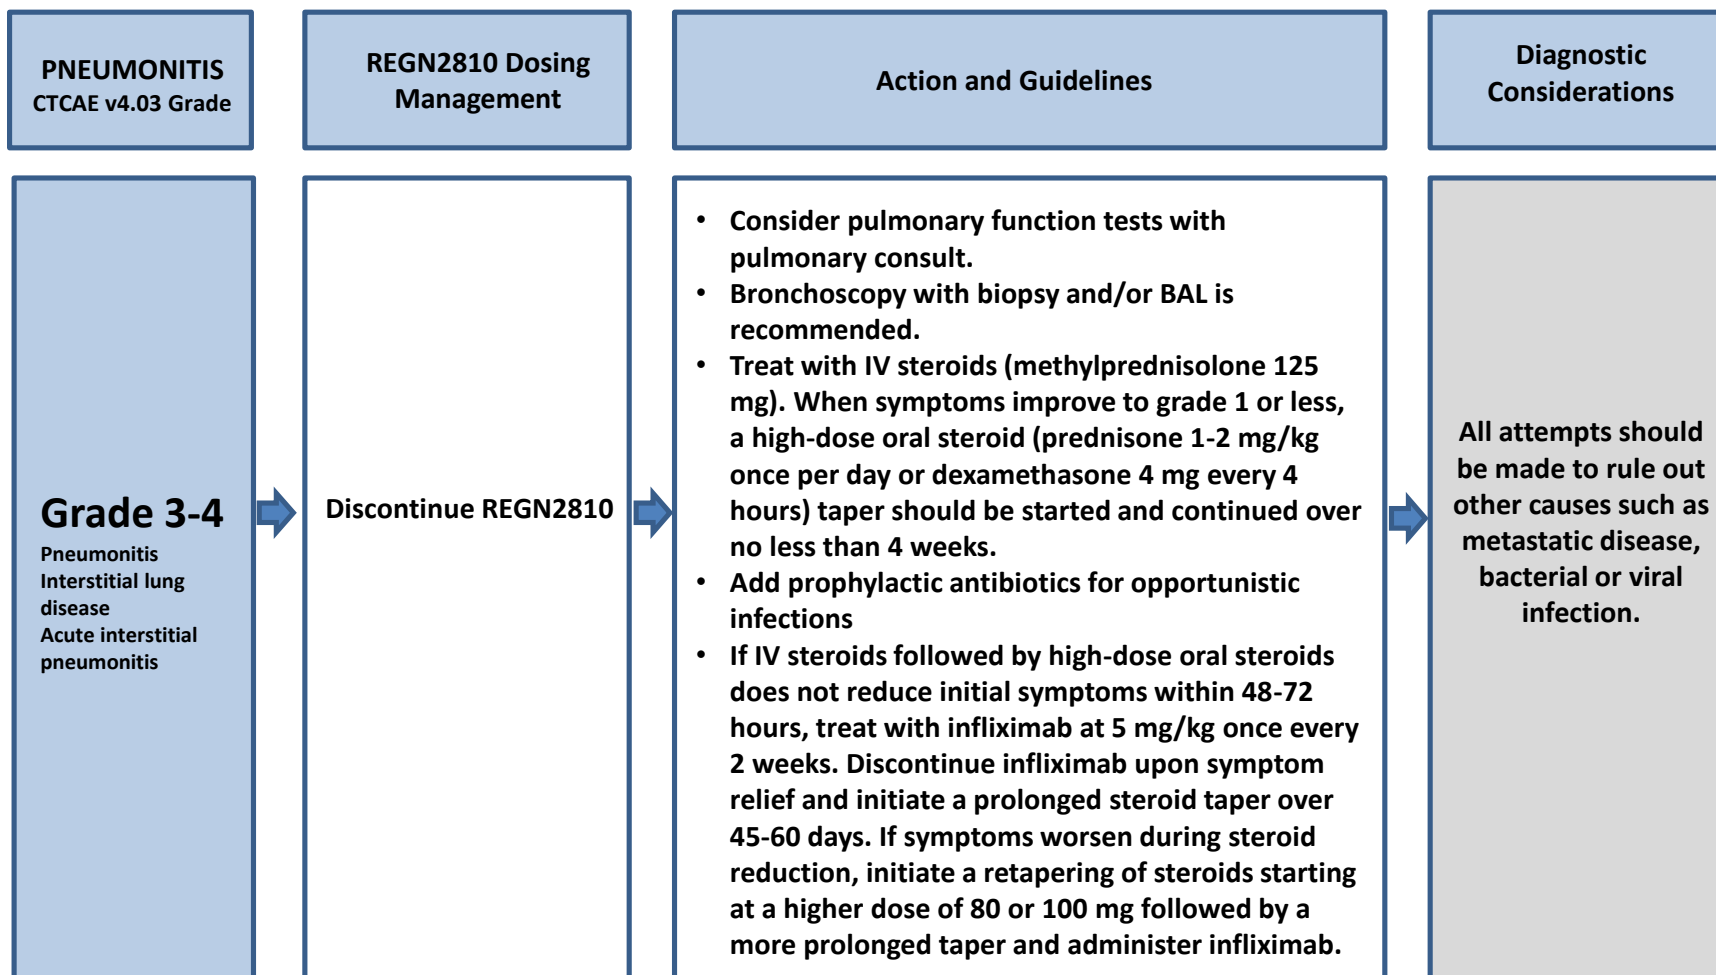 PNEUMONITIS
CTCAE v4.03 Grade
REGN2810 Dosing
Management
Action and Guidelines
Diagnostic
Considerations
Grade 3-4
Pneumonitis
Interstitial lung
disease
Acute interstitial
pneumonitis
Discontinue REGN2810
• Consider pulmonary function tests with
pulmonary consult.
• Bronchoscopy with biopsy and/or BAL is
recommended.
• Treat with IV steroids (methylprednisolone 125
mg). When symptoms improve to grade 1 or less,
a high-dose oral steroid (prednisone 1-2 mg/kg
once per day or dexamethasone 4 mg every 4
hours) taper should be started and continued over
no less than 4 weeks.
• Add prophylactic antibiotics for opportunistic
infections
• If IV steroids followed by high-dose oral steroids
does not reduce initial symptoms within 48-72
hours, treat with infliximab at 5 mg/kg once every
2 weeks. Discontinue infliximab upon symptom
relief and initiate a prolonged steroid taper over
45-60 days. If symptoms worsen during steroid
reduction, initiate a retapering of steroids starting
at a higher dose of 80 or 100 mg followed by a
more prolonged taper and administer infliximab.
All attempts should
be made to rule out
other causes such as
metastatic disease,
bacterial or viral
infection.